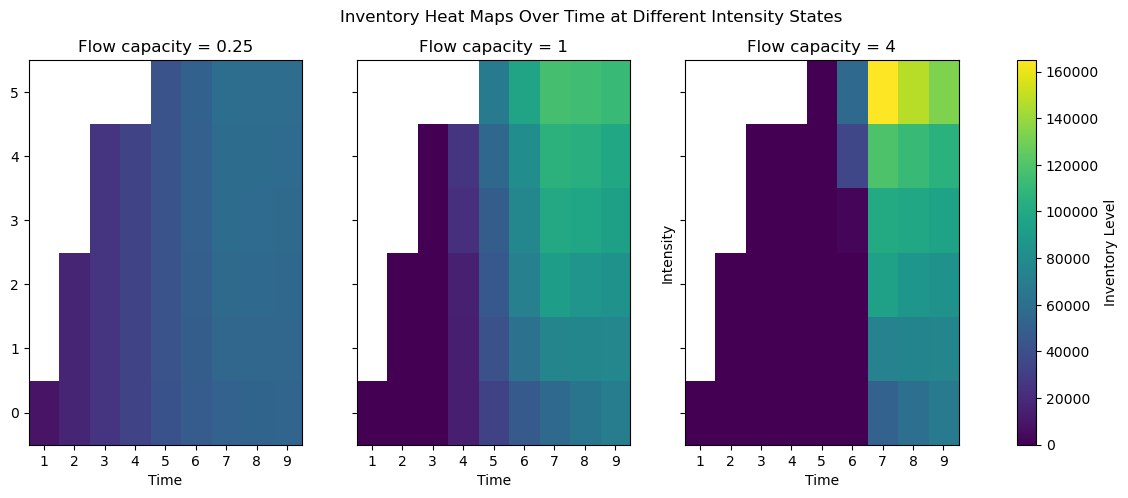 Inventory Heat Maps Over Time at Different Intensity States
Flow capacity = 0.25
Flow capacity = 1
Flow capacity = 4
5
4
3
2
1
0
1 2 3 4 5 6 7 8 9
Time
1 2 3 4 5 6 7 8 9
Time
Intensity
1 2 3 4 5 6 7 8 9
Time
160000
140000
120000
100000
80000
60000
40000
20000
0
Inventory Level